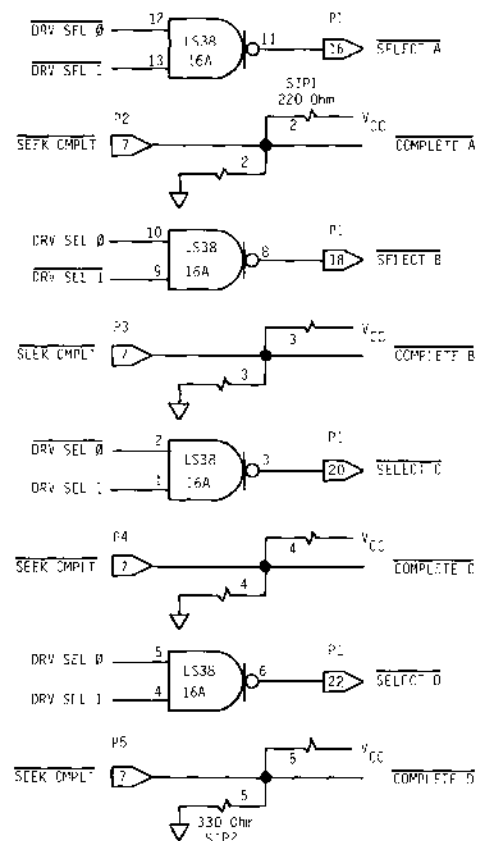 12 P1
DRV SEL 0 LS38 11 16 SELECT A
DRV SEL 1 13 16A
SIP1
220 Ohm
P2 2 VCC
SEEK CMPLT 7 COMPLETE A
2
10 P1
DRV SEL 0 LS38 8 18 SELECT B
DRV SEL 1 9 16A
P3 3 VCC
SEEK CMPLT 7 COMPLETE B
3
2 P1
DRV SEL 0 LS38 3 20 SELECT C
DRV SEL 1 1 16A
P4 4 VCC
SEEK CMPLT 7 COMPLETE C
4
5 P1
DRV SEL 0 LS38 6 22 SELECT D
DRV SEL 1 4 16A
P5 5 VCC
SEEK CMPLT 7 COMPLETE D
5
330 Ohm
SIP2